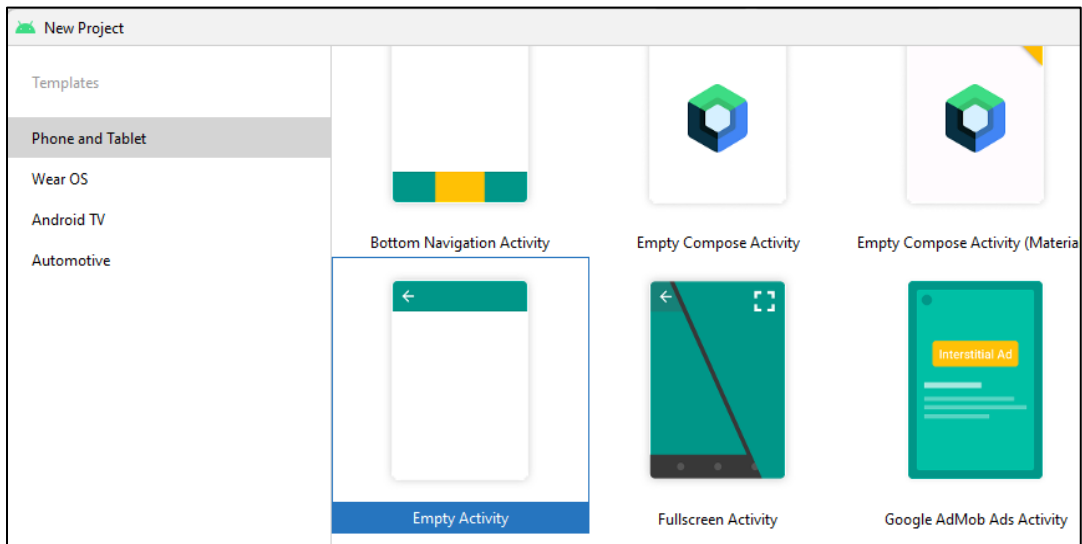 New Project
Templates
Phone and Tablet
Wear OS
Android TV
Automotive
Bottom Navigation Activity
Empty Compose Activity
Empty Compose Activity (Materia
Interstitial Ad
Empty Activity
Fullscreen Activity
Google AdMob Ads Activity